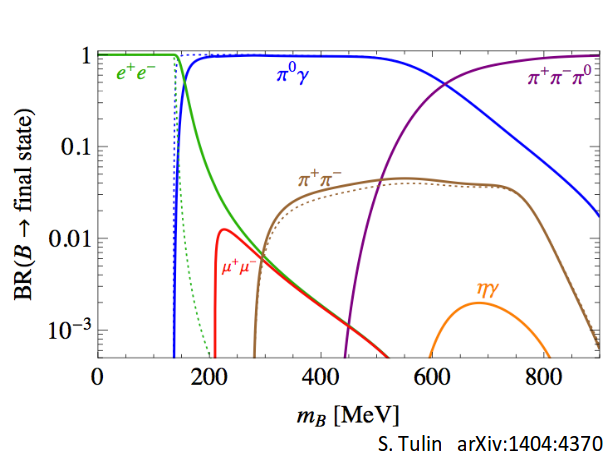 BR(B → final state)
1
0.1
0.01
10⁻³
e⁺e⁻
π⁰γ
π⁺π⁻π⁰
π⁺π⁻
μ⁺μ⁻
ηγ
0 200 400 600 800
m_B [MeV]
S. Tulin arXiv:1404:4370